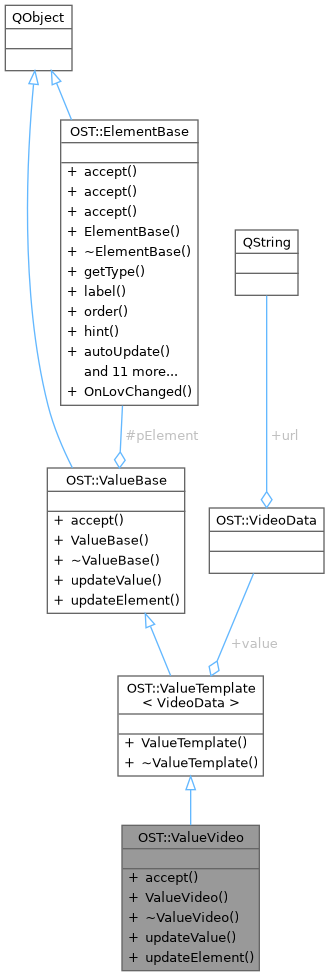 QObject
OST::ElementBase
+ accept()
+ accept()
+ accept()
+ ElementBase()
+ ~ElementBase()
+ getType()
+ label()
+ order()
+ hint()
+ autoUpdate()
and 11 more...
+ OnLovChanged()
QString
#pElement
+url
OST::ValueBase
+ accept()
+ ValueBase()
+ ~ValueBase()
+ updateValue()
+ updateElement()
OST::VideoData
+value
OST::ValueTemplate
< VideoData >
+ ValueTemplate()
+ ~ValueTemplate()
OST::ValueVideo
+ accept()
+ ValueVideo()
+ ~ValueVideo()
+ updateValue()
+ updateElement()